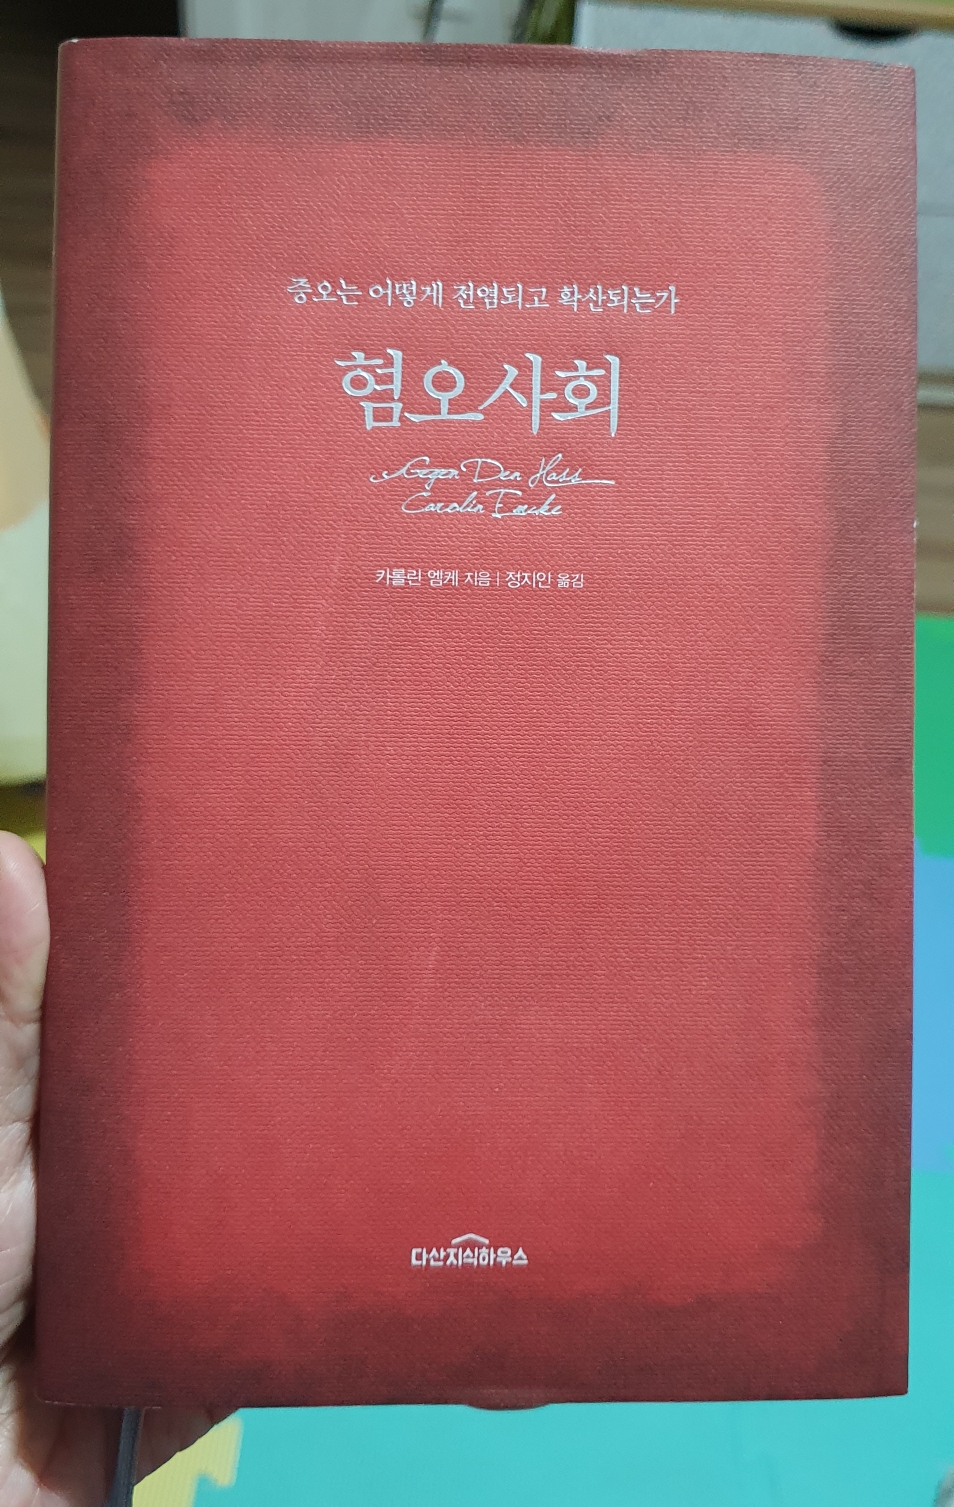 증오는 어떻게 전염되고 확산되는가
혐오사회
Gegen Den Hass
Carolin Emcke
카롤린 엠케 지음 | 정지인 옮김
다산지식하우스